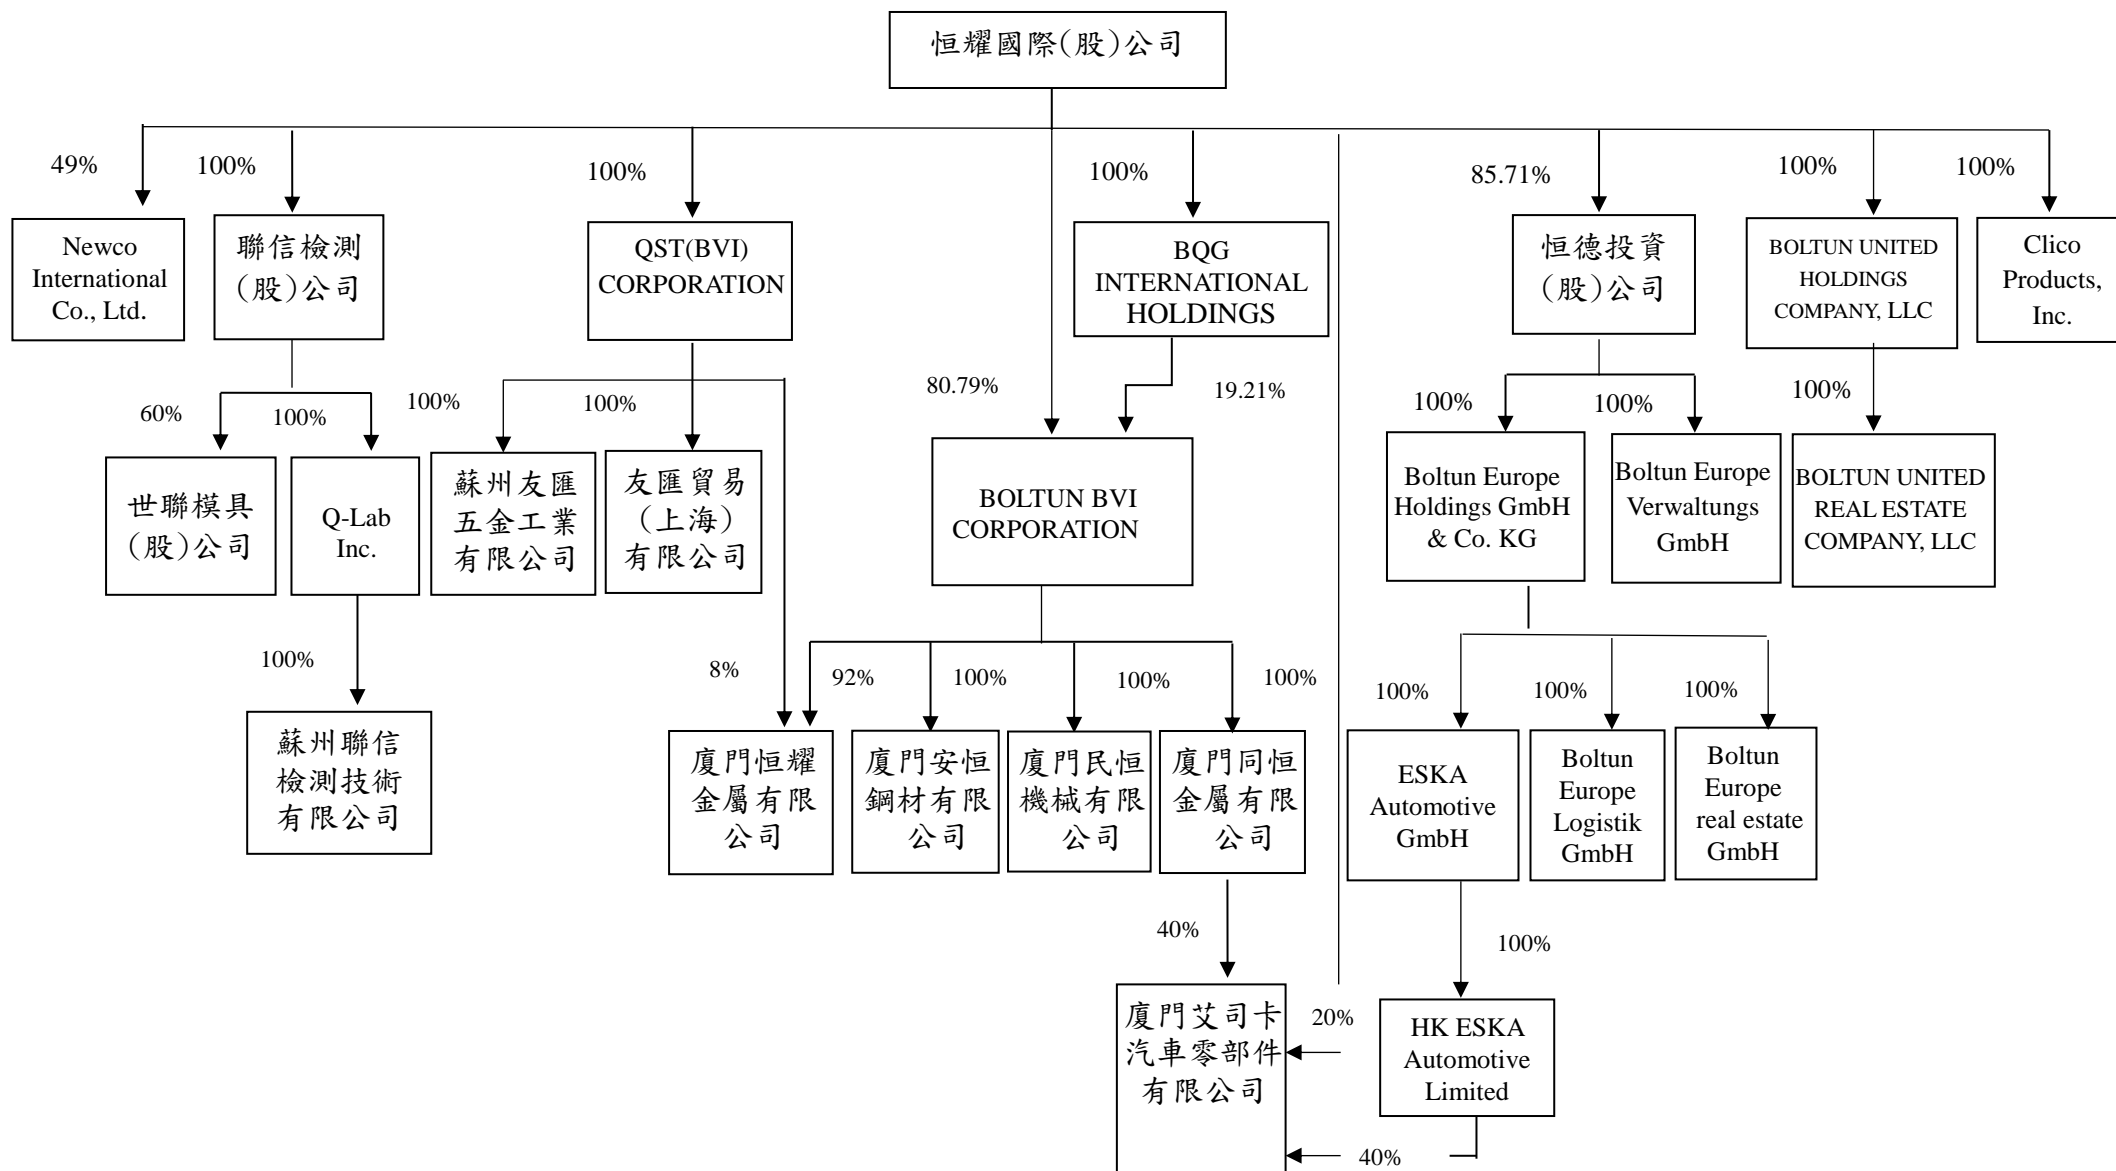 恒耀國際(股)公司
49%
100%
100%
100%
85.71%
100%
100%
Newco
International
Co., Ltd.
聯信檢測
(股)公司
QST(BVI)
CORPORATION
BQG
INTERNATIONAL
HOLDINGS
恒德投資
(股)公司
BOLTUN UNITED
HOLDINGS
COMPANY, LLC
Clico
Products,
Inc.
60%
100%
100%
100%
80.79%
19.21%
100%
100%
100%
世聯模具
(股)公司
Q-Lab
Inc.
蘇州友匯
五金工業
有限公司
友匯貿易
(上海)
有限公司
BOLTUN BVI
CORPORATION
Boltun Europe
Holdings GmbH
& Co. KG
Boltun Europe
Verwaltungs
GmbH
BOLTUN UNITED
REAL ESTATE
COMPANY, LLC
100%
8%
92%
100%
100%
100%
100%
100%
100%
蘇州聯信
檢測技術
有限公司
廈門恒耀
金屬有限
公司
廈門安恒
鋼材有限
公司
廈門民恒
機械有限
公司
廈門同恒
金屬有限
公司
ESKA
Automotive
GmbH
Boltun
Europe
Logistik
GmbH
Boltun
Europe
real estate
GmbH
40%
100%
廈門艾司卡
汽車零部件
有限公司
20%
HK ESKA
Automotive
Limited
40%